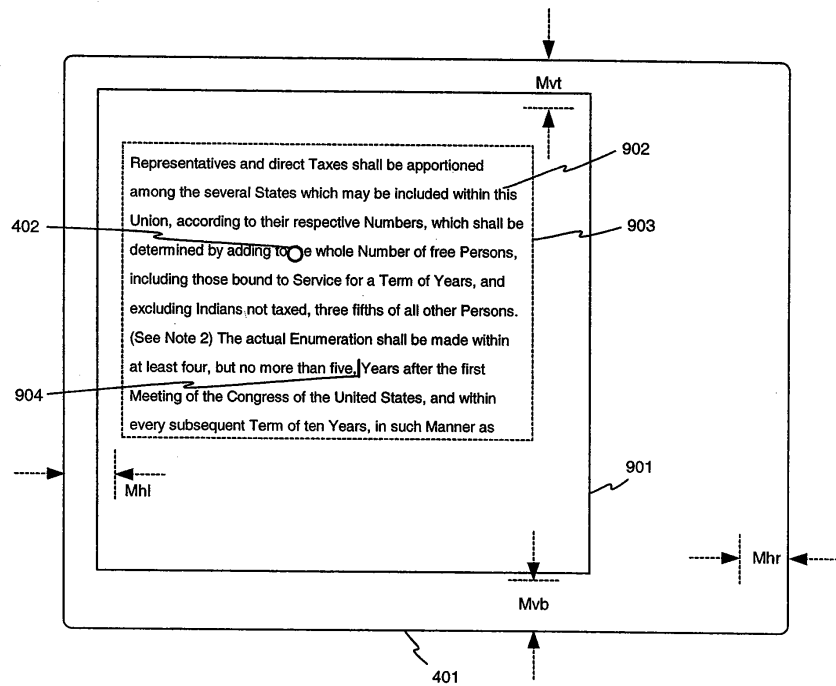 Mvt
Representatives and direct Taxes shall be apportioned
902
among the several States which may be included within this
Union, according to their respective Numbers, which shall be
903
402
determined by adding to e whole Number of free Persons,
including those bound to Service for a Term of Years, and
excluding Indians not taxed, three fifths of all other Persons.
(See Note 2) The actual Enumeration shall be made within
at least four, but no more than five, Years after the first
904
Meeting of the Congress of the United States, and within
every subsequent Term of ten Years, in such Manner as
901
Mhl
Mhr
Mvb
401